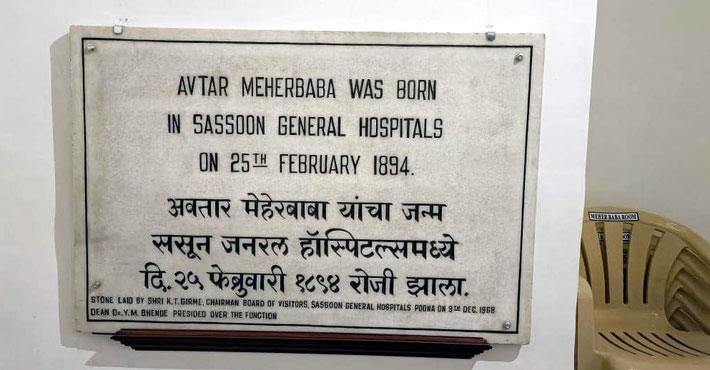 AVTAR MEHERBABA WAS BORN
IN SASSOON GENERAL HOSPITALS
ON 25TH FEBRUARY 1894.
अवतार मेहेरबाबा यांचा जन्म
ससून जनरल हॉस्पिटल्समध्ये
दि. २५ फेब्रुवारी १८९४ रोजी झाला.
STONE LAID BY SHRI K.T. GIRME, CHAIRMAN BOARD OF VISITORS, SASSOON GENERAL HOSPITALS POONA ON 9TH DEC. 1968
DEAN DR. Y.M. BHENDE PRESIDED OVER THE FUNCTION
MEHER BABA ROOM